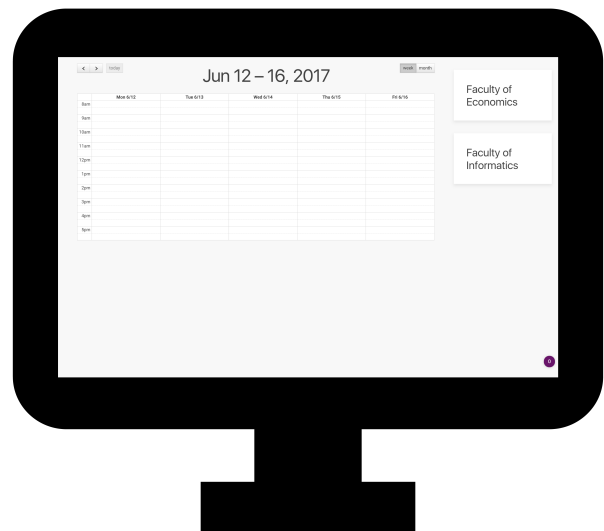 today
Jun 12 – 16, 2017
week month
Mon 6/12 Tue 6/13 Wed 6/14 Thu 6/15 Fri 6/16
8am
9am
10am
11am
12pm
1pm
2pm
3pm
4pm
5pm
Faculty of
Economics
Faculty of
Informatics
0